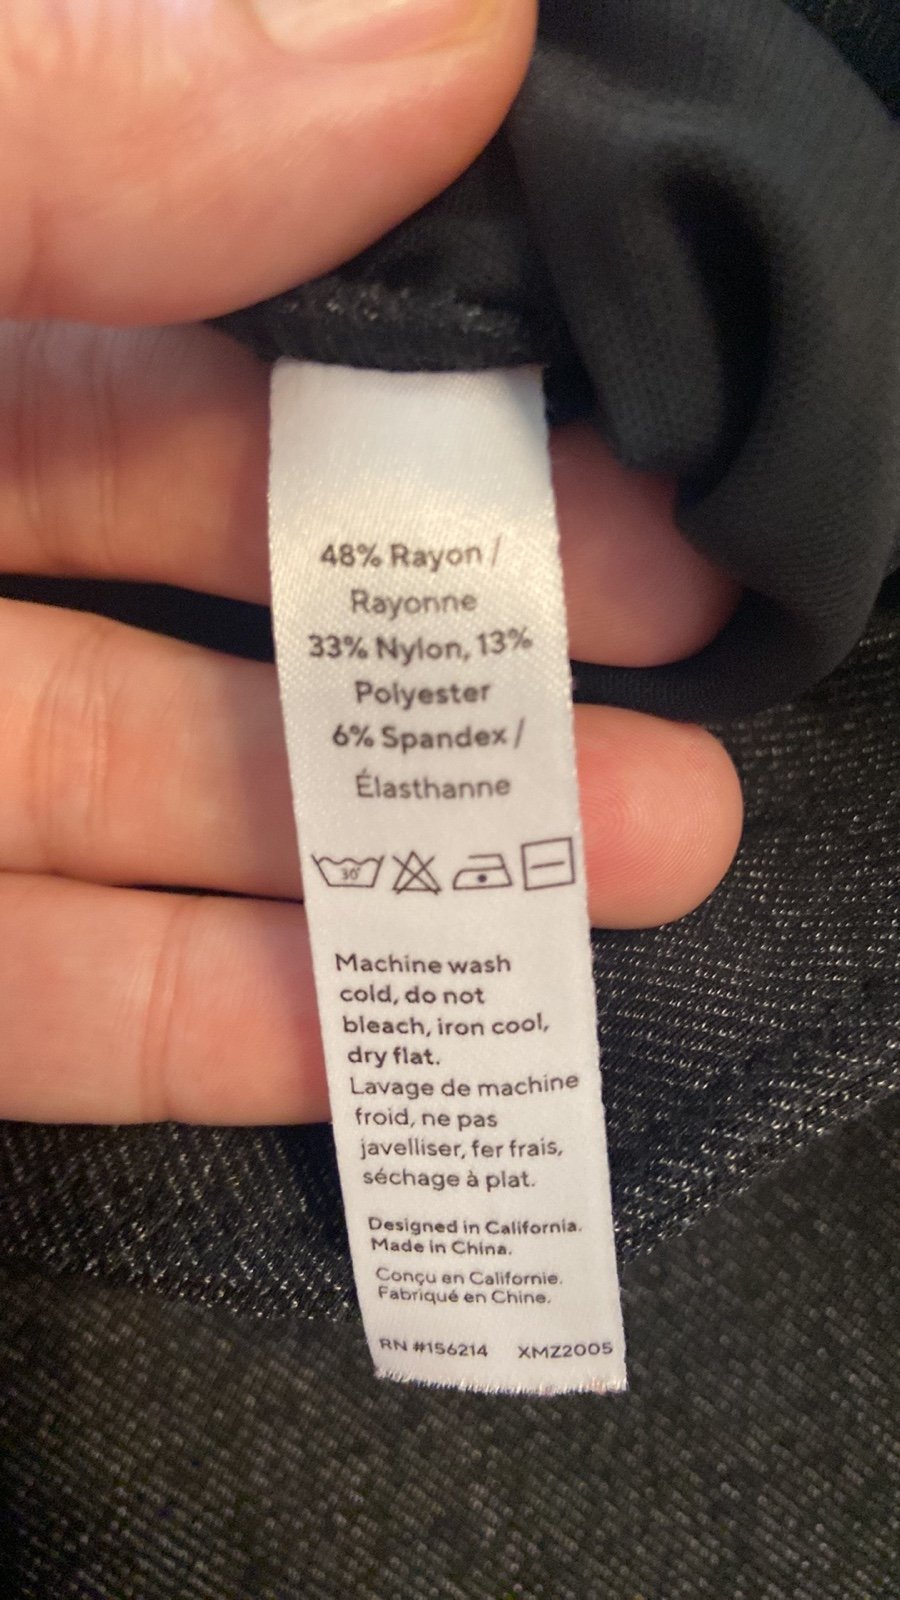 48% Rayon /
Rayonne
33% Nylon, 13%
Polyester
6% Spandex /
Élasthanne
30°
Machine wash
cold, do not
bleach, iron cool,
dry flat.
Lavage de machine
froid, ne pas
javelliser, fer frais,
séchage à plat.
Designed in California.
Made in China.
Conçu en Californie.
Fabriqué en Chine.
RN #156214 XMZ2005